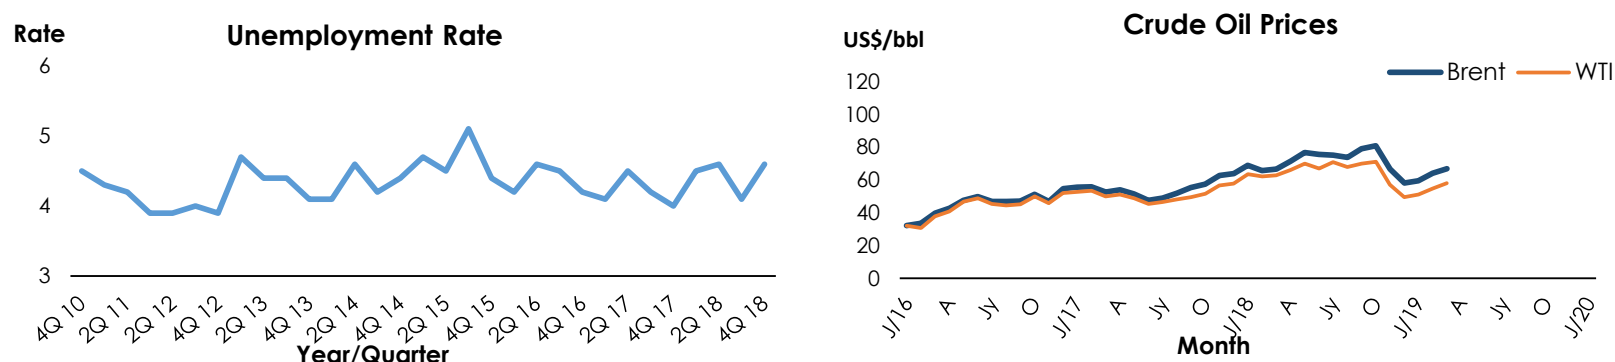 Unemployment Rate
Rate
6
5
4
3
4Q 10
2Q 11
2Q 12
4Q 12
2Q 13
4Q 13
2Q 14
4Q 14
2Q 15
4Q 15
2Q 16
4Q 16
2Q 17
4Q 17
2Q 18
4Q 18
Year/Quarter
Crude Oil Prices
US$/bbl
Brent WTI
120
100
80
60
40
20
0
J/16
A
Jy
O
J/17
A
Jy
O
J/18
A
Jy
O
J/19
A
Jy
O
J/20
Month